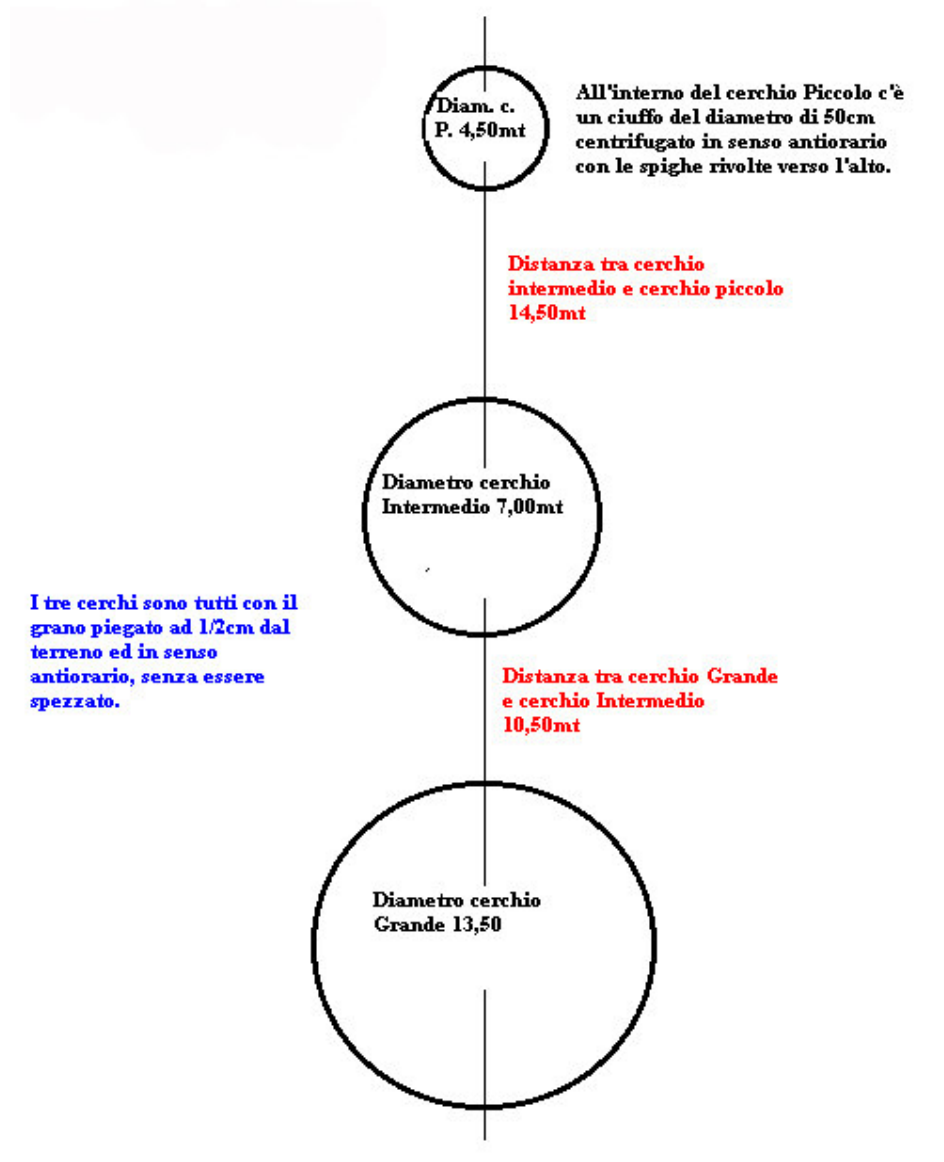 Diam. c.
P. 4,50mt
All'interno del cerchio Piccolo c'è
un ciuffo del diametro di 50cm
centrifugato in senso antiorario
con le spighe rivolte verso l'alto.
Distanza tra cerchio
intermedio e cerchio piccolo
14,50mt
Diametro cerchio
Intermedio 7,00mt
I tre cerchi sono tutti con il
grano piegato ad 1/2cm dal
terreno ed in senso
antiorario, senza essere
spezzato.
Distanza tra cerchio Grande
e cerchio Intermedio
10,50mt
Diametro cerchio
Grande 13,50